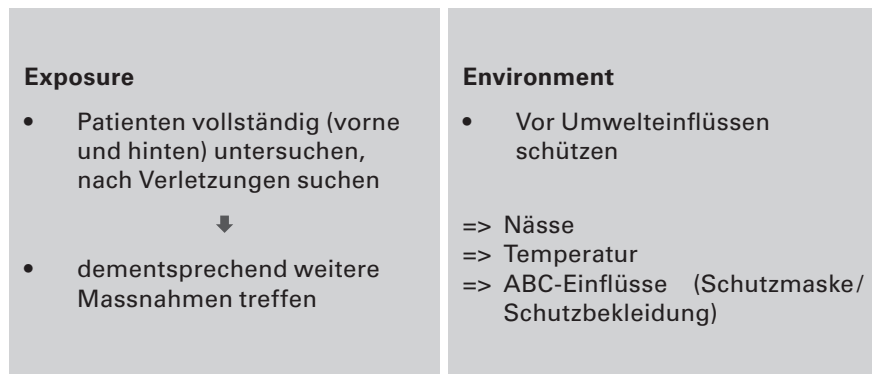 Exposure
• Patienten vollständig (vorne
und hinten) untersuchen,
nach Verletzungen suchen
• dementsprechend weitere
Massnahmen treffen
Environment
• Vor Umwelteinflüssen
schützen
=> Nässe
=> Temperatur
=> ABC-Einflüsse (Schutzmaske/
Schutzbekleidung)